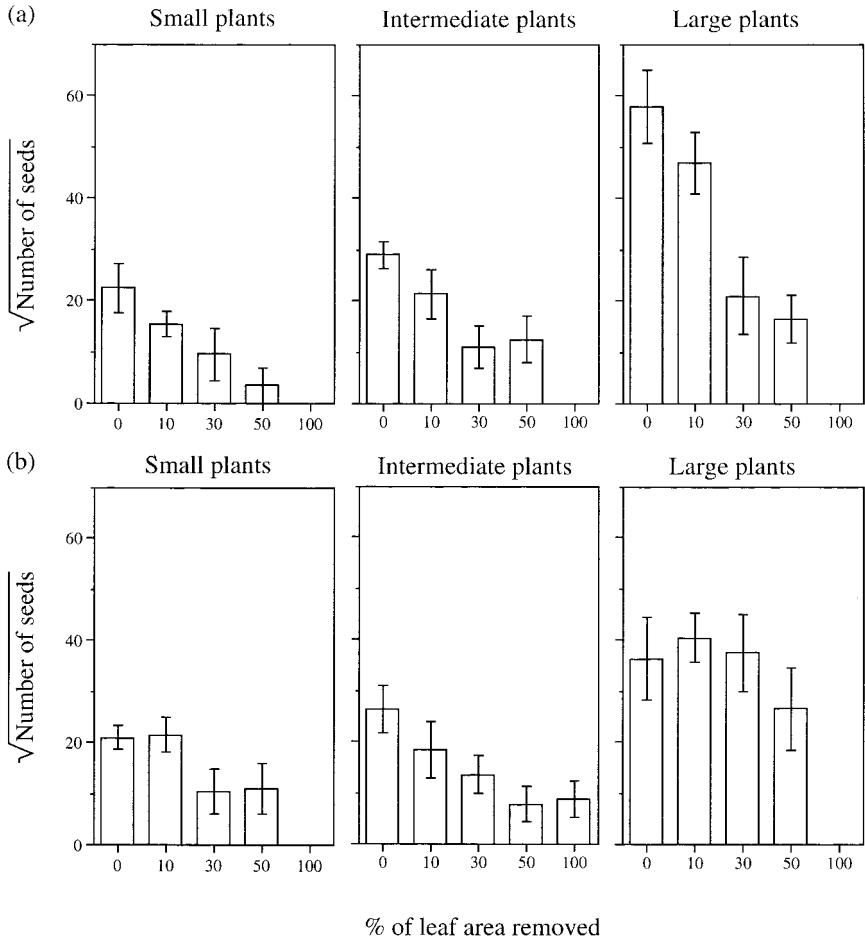 (a)
Small plants
Intermediate plants
Large plants
√Number of seeds
60
40
20
0
0 10 30 50 100
0 10 30 50 100
0 10 30 50 100
(b)
Small plants
Intermediate plants
Large plants
√Number of seeds
60
40
20
0
0 10 30 50 100
0 10 30 50 100
0 10 30 50 100
% of leaf area removed